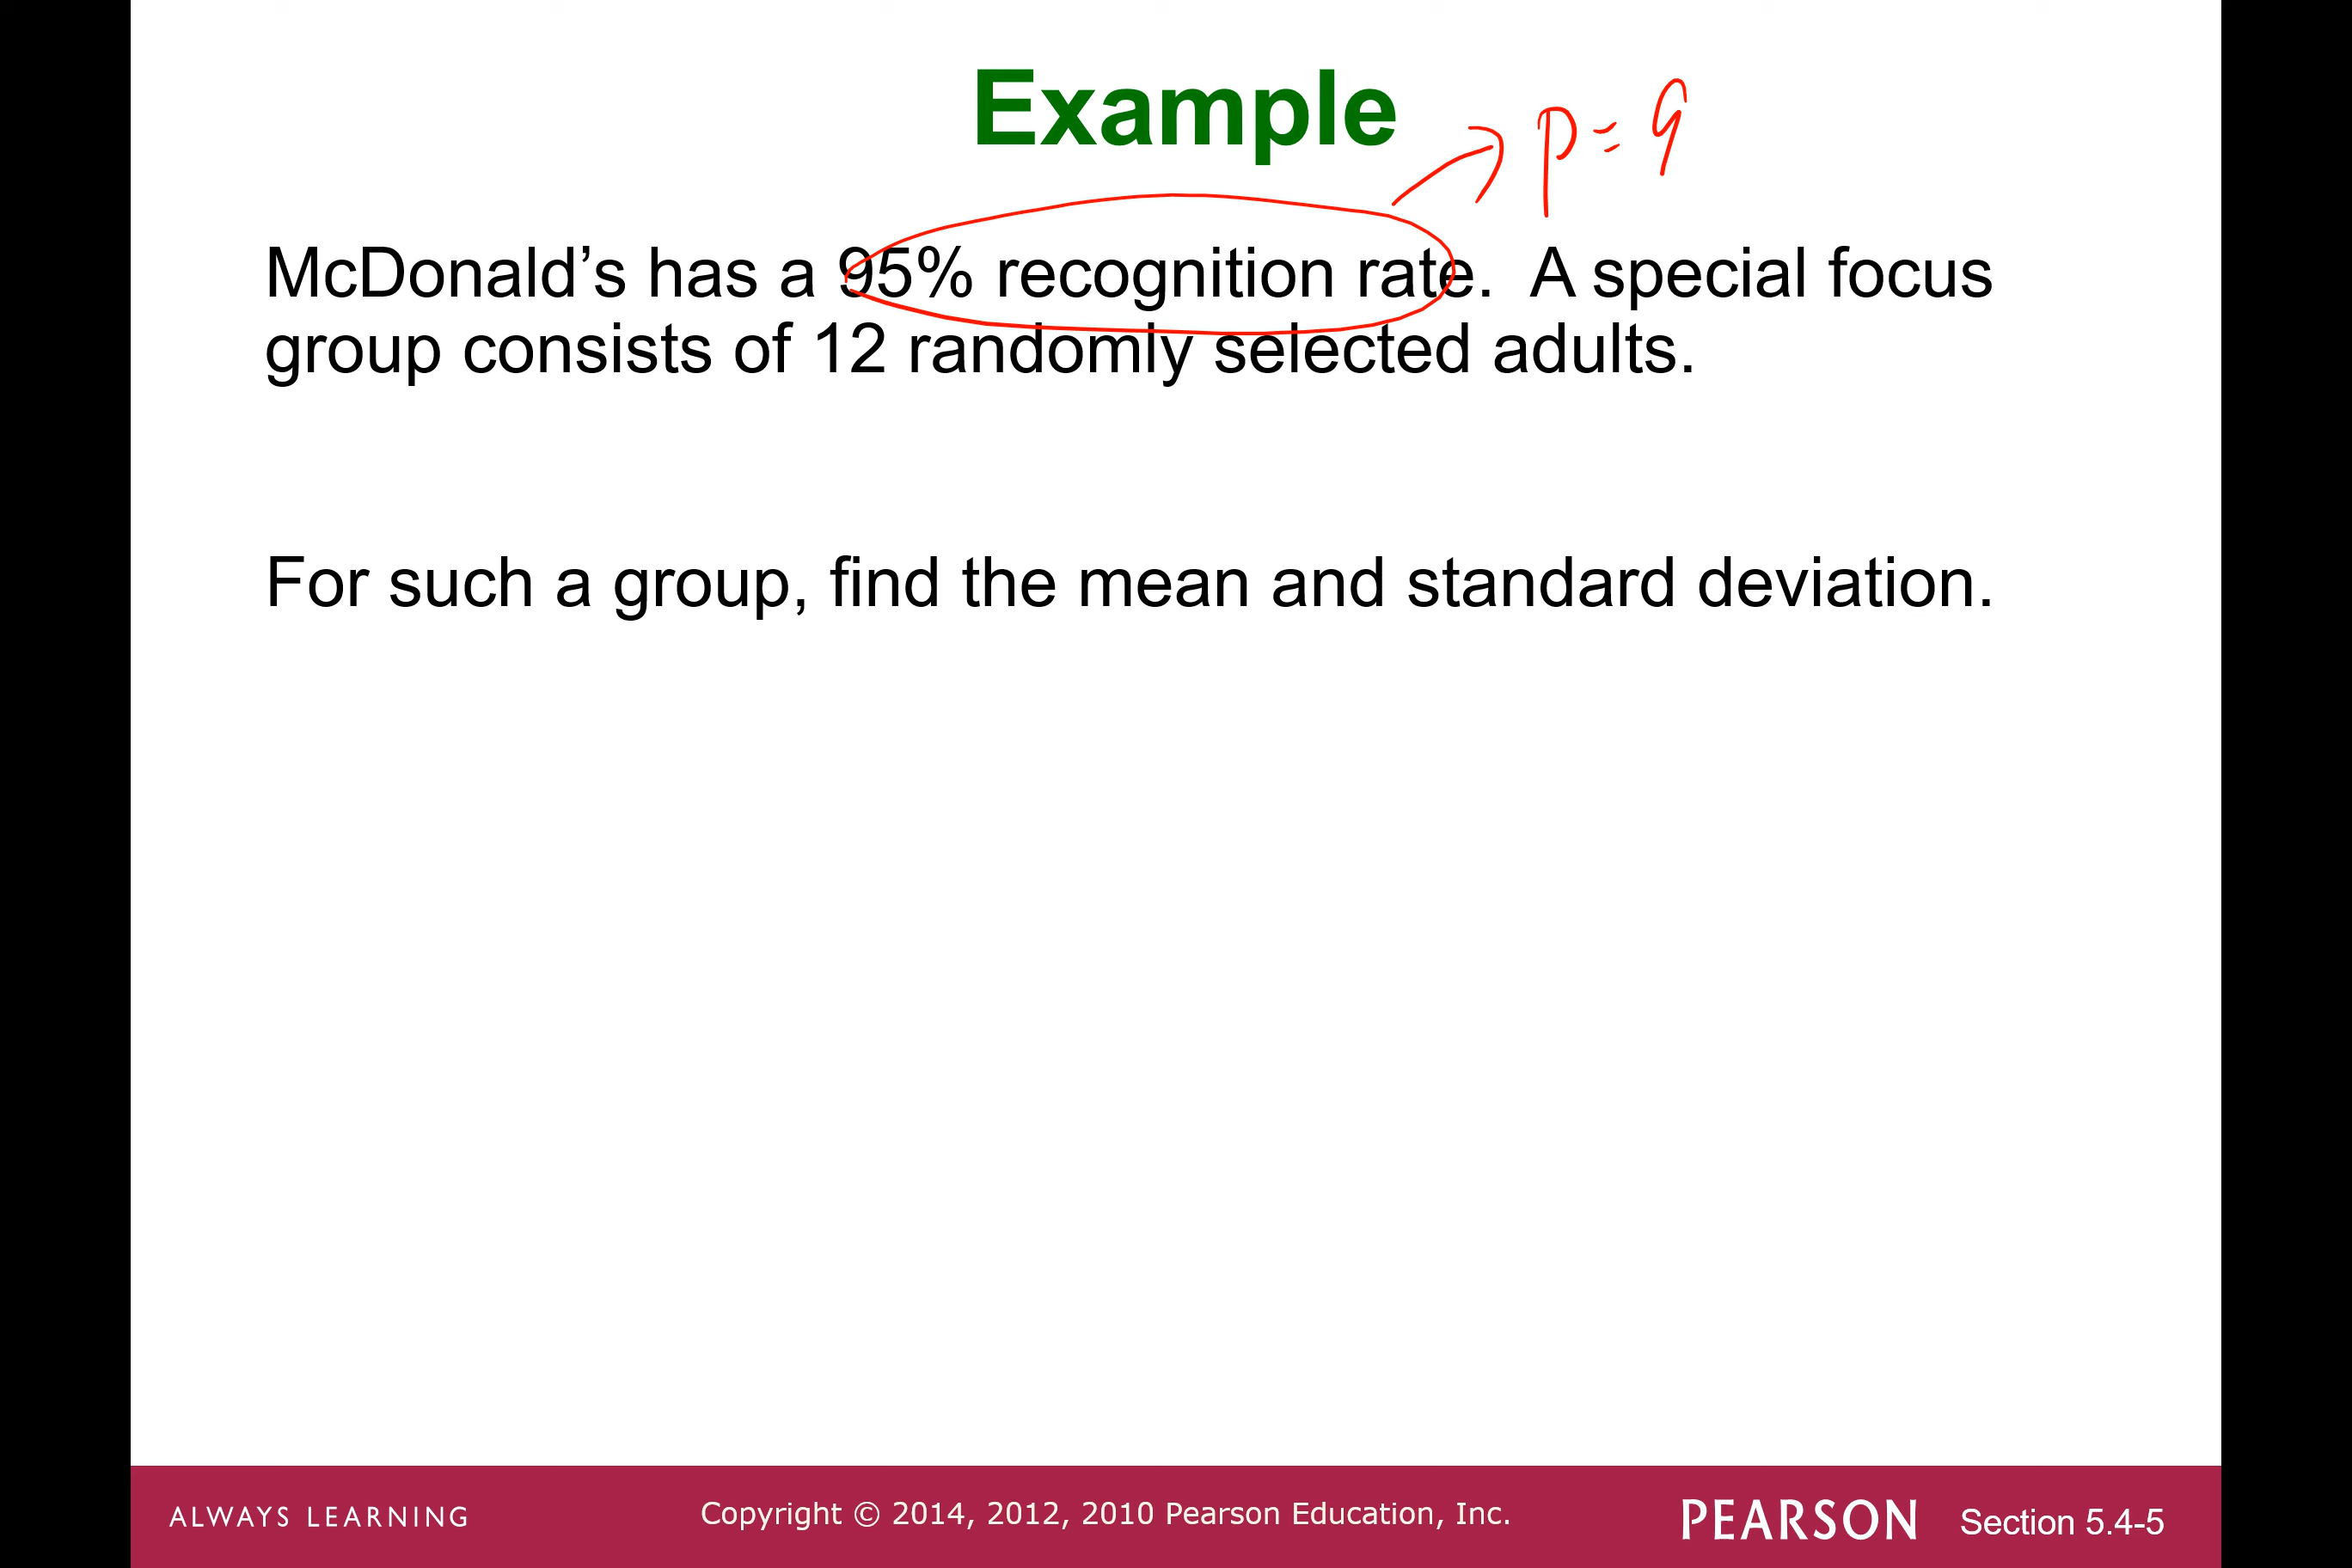 Example
p = 9
McDonald’s has a 95% recognition rate. A special focus
group consists of 12 randomly selected adults.
For such a group, find the mean and standard deviation.
ALWAYS LEARNING
Copyright © 2014, 2012, 2010 Pearson Education, Inc.
PEARSON
Section 5.4-5